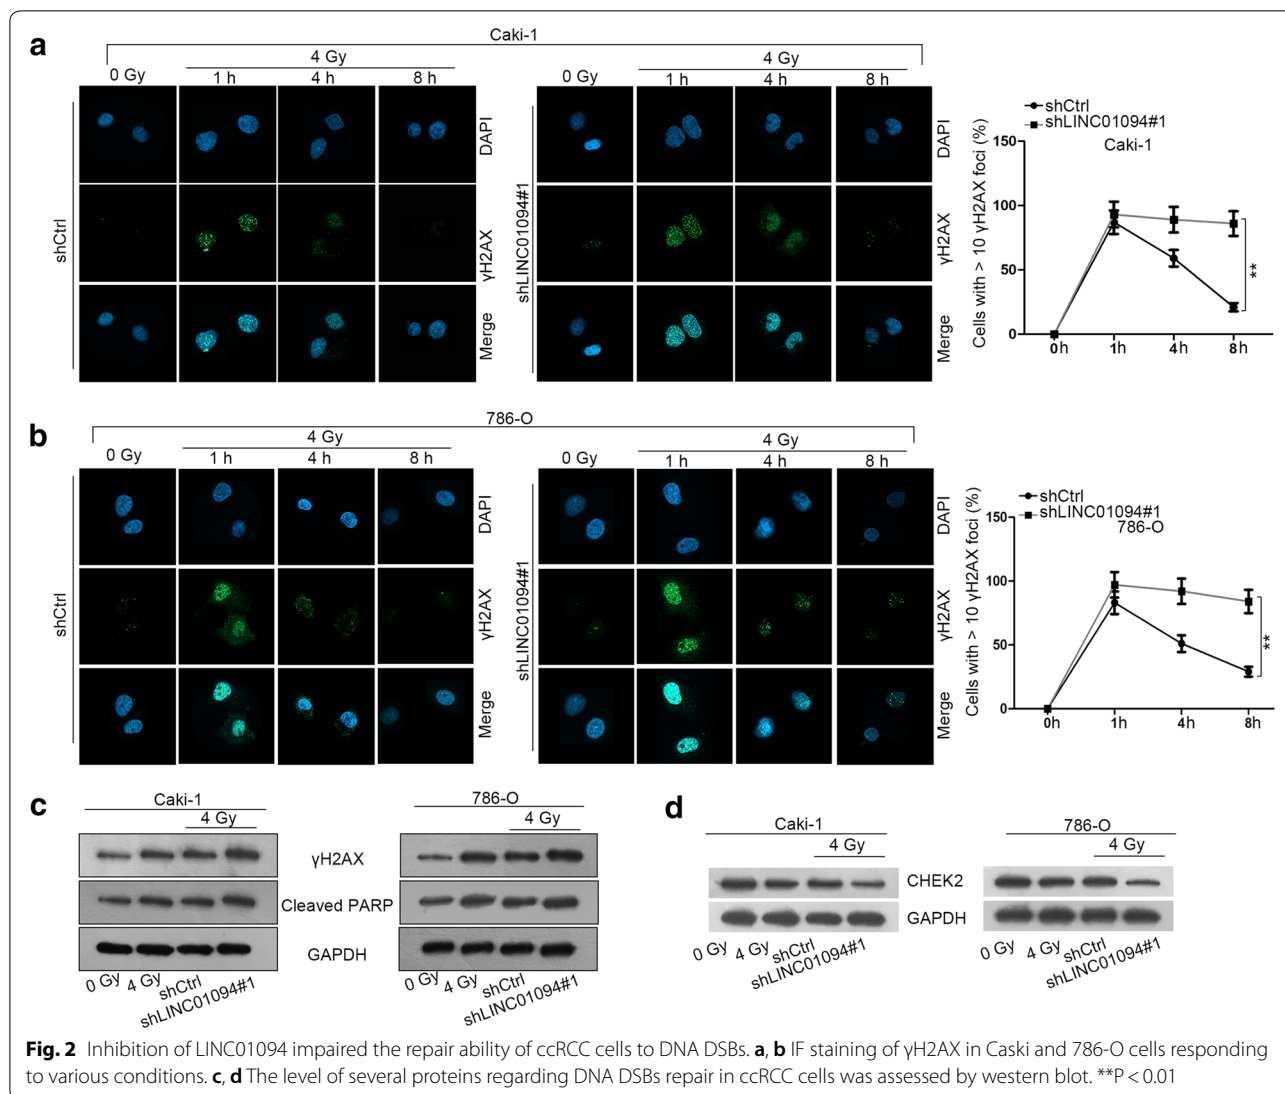 a
Caki-1
4 Gy
0 Gy
1 h
4 h
8 h
shCtrl
DAPI
γH2AX
Merge
4 Gy
0 Gy
1 h
4 h
8 h
shLINC01094#1
DAPI
γH2AX
Merge
shCtrl
shLINC01094#1
Caki-1
Cells with > 10 γH2AX foci (%)
150
100
50
0
0h
1h
4h
8h
**
b
786-O
4 Gy
0 Gy
1 h
4 h
8 h
shCtrl
DAPI
γH2AX
Merge
4 Gy
0 Gy
1 h
4 h
8 h
shLINC01094#1
DAPI
γH2AX
Merge
shCtrl
shLINC01094#1
786-O
Cells with > 10 γH2AX foci (%)
150
100
50
0
0h
1h
4h
8h
**
c
Caki-1
4 Gy
786-O
4 Gy
γH2AX
Cleaved PARP
GAPDH
0 Gy
4 Gy
shCtrl
shLINC01094#1
0 Gy
4 Gy
shCtrl
shLINC01094#1
d
Caki-1
4 Gy
786-O
4 Gy
CHEK2
GAPDH
0 Gy
4 Gy
shCtrl
shLINC01094#1
0 Gy
4 Gy
shCtrl
shLINC01094#1
Fig. 2 Inhibition of LINC01094 impaired the repair ability of ccRCC cells to DNA DSBs. a, b IF staining of γH2AX in Caski and 786-O cells responding
to various conditions. c, d The level of several proteins regarding DNA DSBs repair in ccRCC cells was assessed by western blot. **P < 0.01